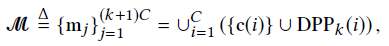 ℳ ≜ {m_j}_{j=1}^{(k+1)C} = ∪_{i=1}^{C} ({c(i)} ∪ DPP_k(i)),